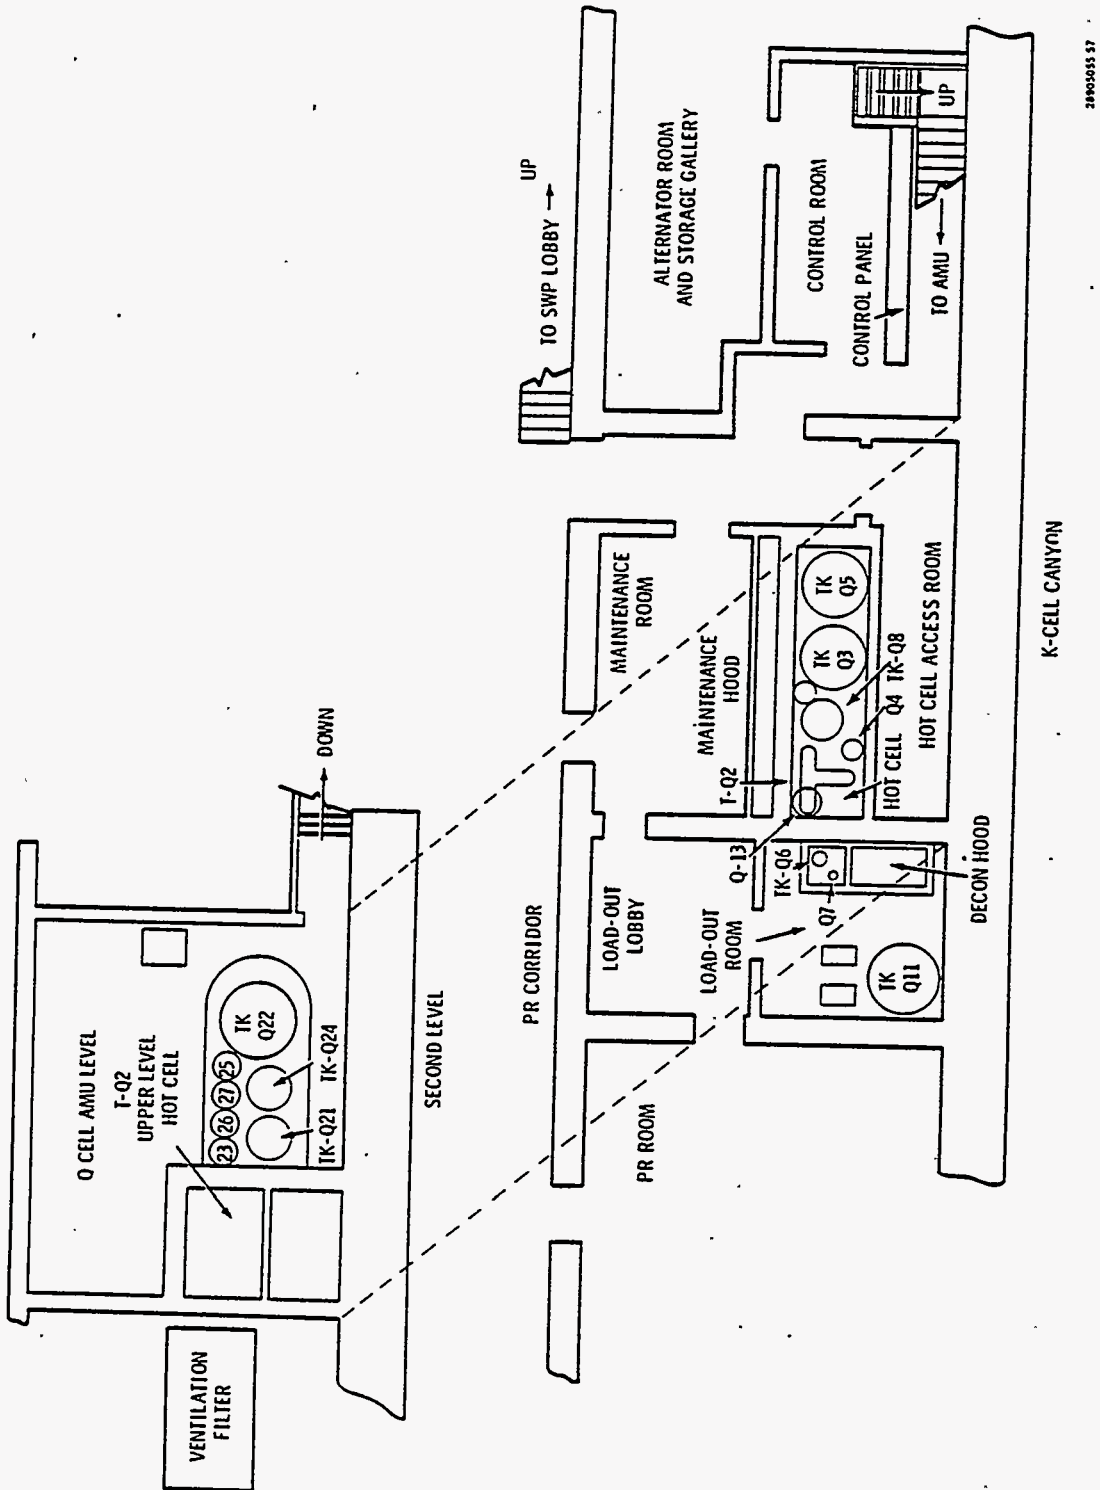 VENTILATION
FILTER
Q CELL AMU LEVEL
T-Q2
UPPER LEVEL
HOT CELL
23
26
27
25
TK
Q22
TK-Q21
TK-Q24
DOWN
SECOND LEVEL
TO SWP LOBBY
UP
PR CORRIDOR
PR ROOM
LOAD-OUT
LOBBY
LOAD-OUT
ROOM
MAINTENANCE
ROOM
MAINTENANCE
HOOD
T-Q2
Q-13
TK-Q6
Q7
TK
Q11
DECON HOOD
TK
Q3
TK
Q5
HOT CELL
Q4
TK-Q8
HOT CELL ACCESS ROOM
ALTERNATOR ROOM
AND STORAGE GALLERY
CONTROL ROOM
CONTROL PANEL
TO AMU
UP
K-CELL CANYON
28905055 57